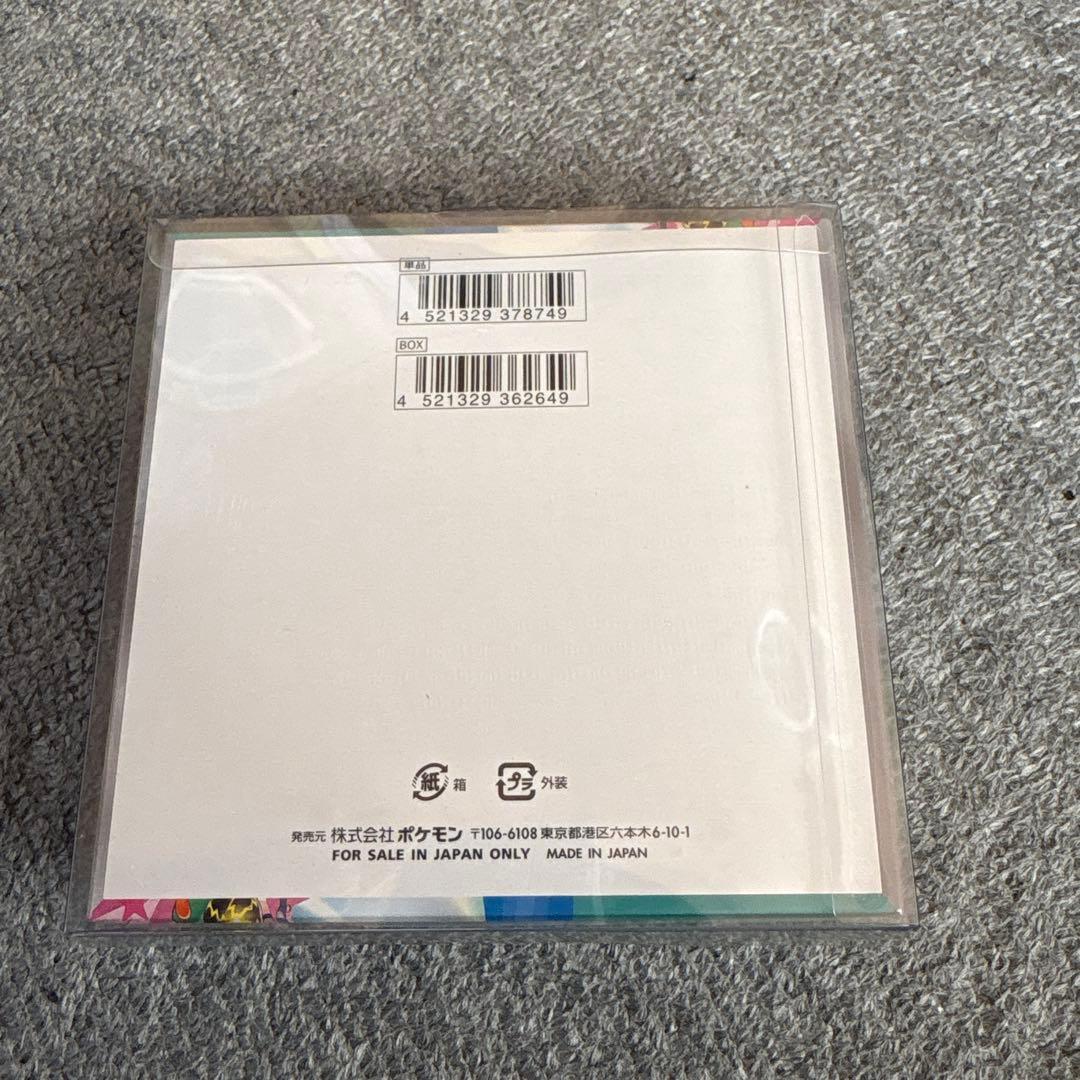 単品
4 521329 378749
BOX
4 521329 362649
紙 箱 プラ 外装
発売元 株式会社 ポケモン 〒106-6108 東京都港区六本木6-10-1
FOR SALE IN JAPAN ONLY MADE IN JAPAN